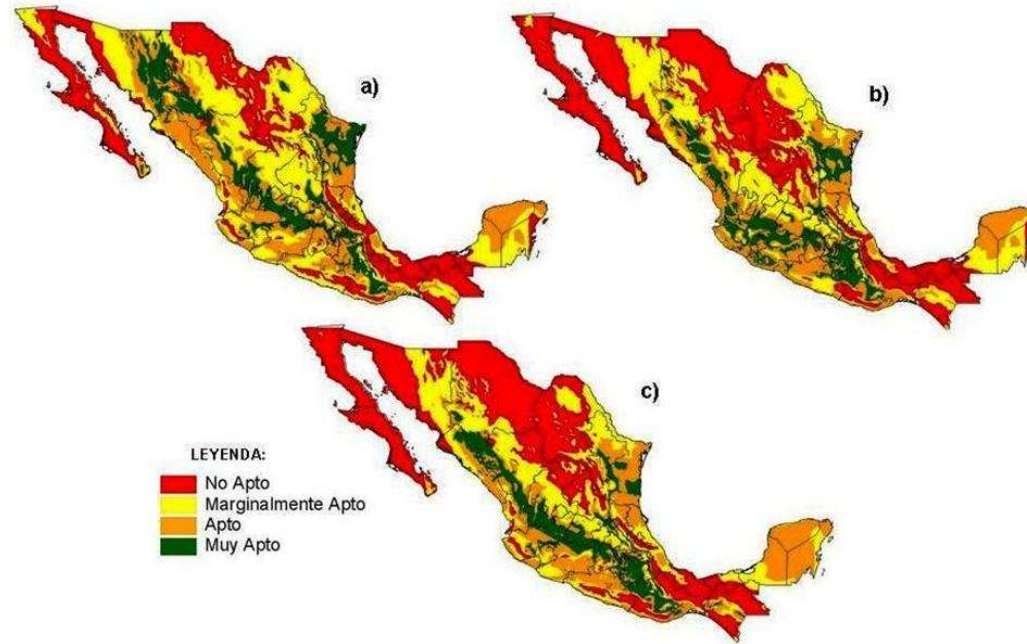 a)
b)
c)
LEYENDA:
No Apto
Marginalmente Apto
Apto
Muy Apto